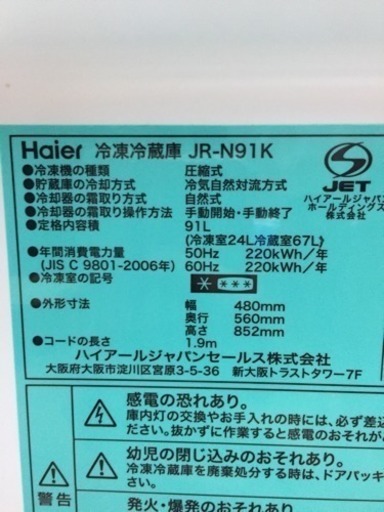 Haier 冷凍冷蔵庫 JR-N91K
●冷凍機の種類 圧縮式
●貯蔵庫の冷却方式 冷気自然対流方式
●冷却器の霜取り方式 自然式
●冷却器の霜取り操作方法 手動開始・手動終了
●定格内容積 91L
(冷凍室24L冷蔵室67L)
●年間消費電力量 50Hz 220kWh／年
(JIS C 9801-2006年) 60Hz 220kWh／年
●冷凍室の記号
●外形寸法 幅 480mm
奥行 560mm
高さ 852mm
●コードの長さ 1.9m
ハイアールジャパンセールス株式会社
大阪府大阪市淀川区宮原3-5-36 新大阪トラストタワー7F
JET
ハイアールジャパン
ホールディングス
株式会社
警告
感電の恐れあり。
庫内灯の交換やお手入れの時には、必ず差込
ださい。抜かずに作業すると感電のおそれが
幼児の閉じ込めのおそれあり。
冷凍冷蔵庫を廃棄処分する時は、ドアパッキ
発火・爆発のおそれあり。